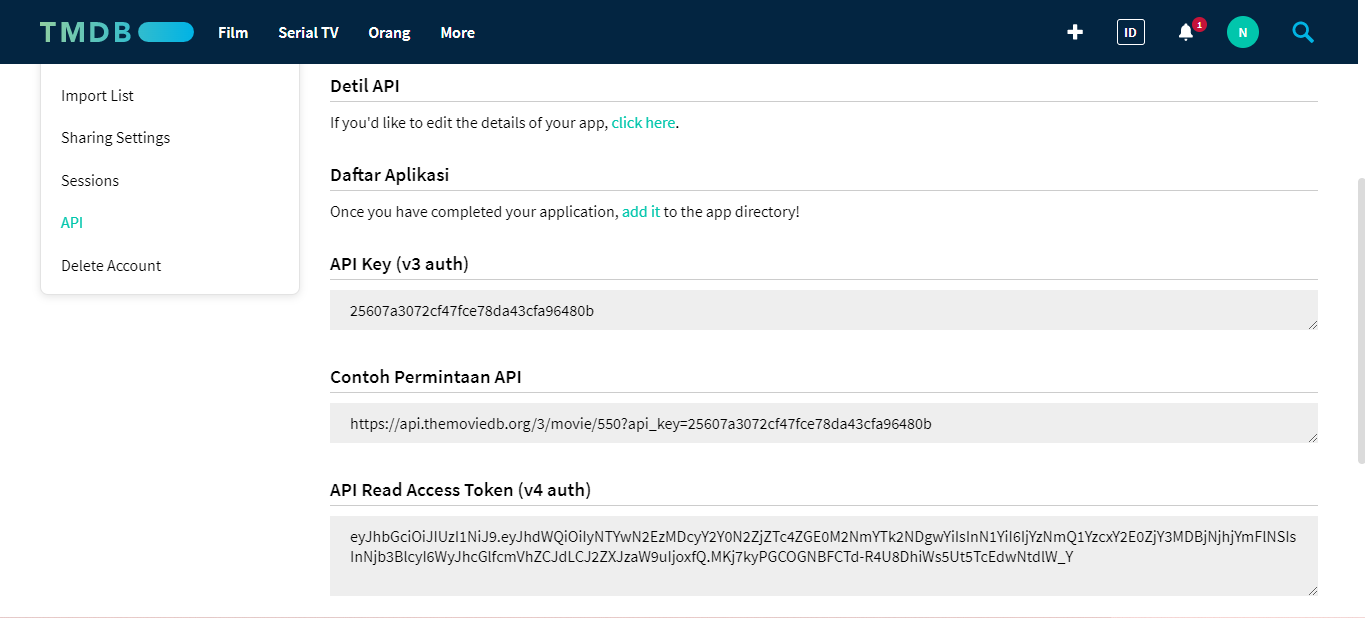 TMDB Film Serial TV Orang More ID 1 N
Import List
Sharing Settings
Sessions
API
Delete Account
Detil API
If you'd like to edit the details of your app, click here.
Daftar Aplikasi
Once you have completed your application, add it to the app directory!
API Key (v3 auth)
25607a3072cf47fce78da43cfa96480b
Contoh Permintaan API
https://api.themoviedb.org/3/movie/550?api_key=25607a3072cf47fce78da43cfa96480b
API Read Access Token (v4 auth)
eyJhbGciOiJIUzI1NiJ9.eyJhdWQiOiIyNTYwN2EzMDcyY2Y0N2ZjZTc4ZGE0M2NmYTk2NDgwYiIsInN1YiI6IjYzNmQ1YzcxY2E0ZjY3MDBjNjhjYmFlNSIs
InNjb3BlcyI6WyJhcGlfcmVhZCJdLCJ2ZXJzaW9uIjoxfQ.MKj7kyPGCOGNBFCTd-R4U8DhiWs5Ut5TcEdwNtdlW_Y